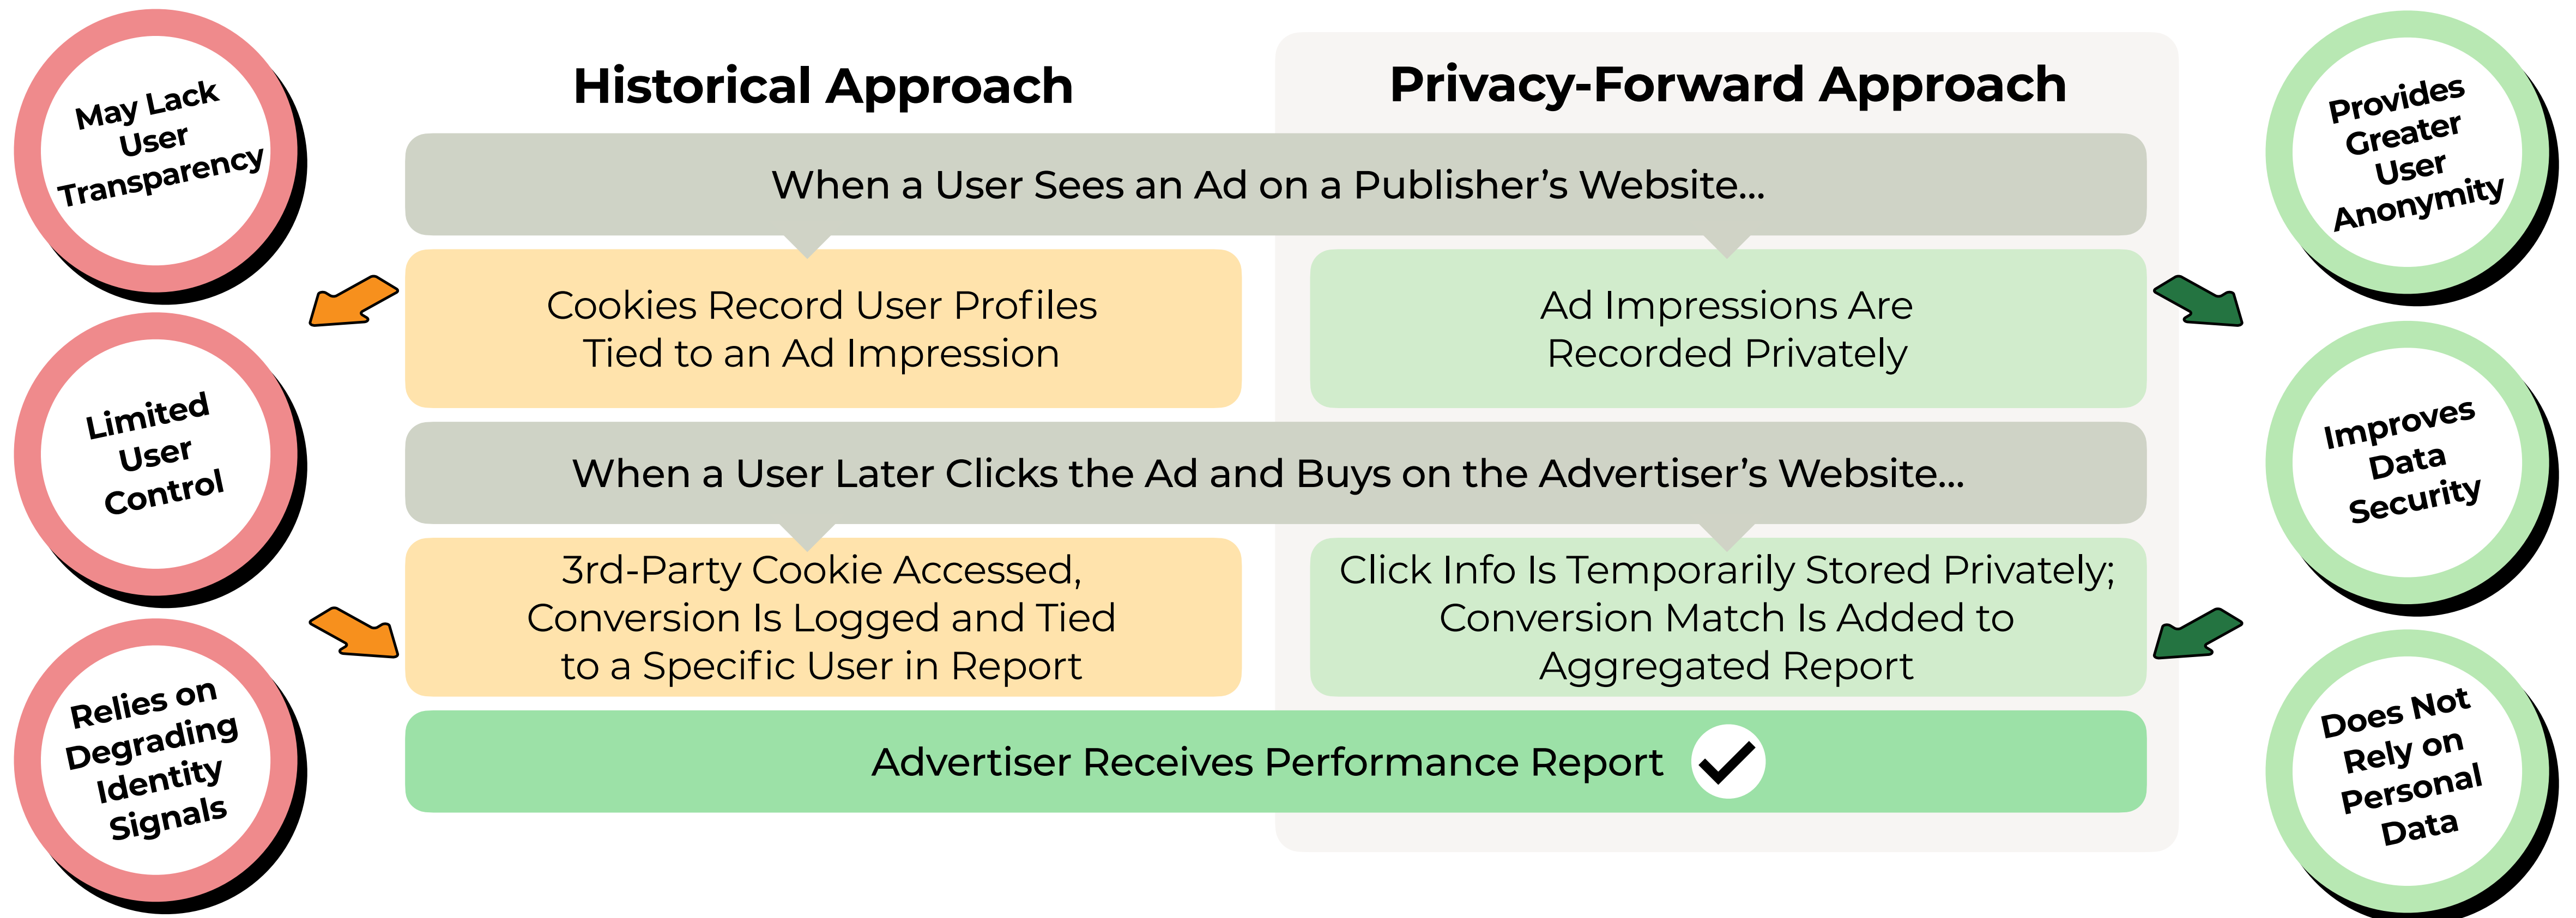 May Lack
User
Transparency
Limited
User
Control
Relies on
Degrading
Identity
Signals
Historical Approach
Privacy-Forward Approach
When a User Sees an Ad on a Publisher’s Website...
Cookies Record User Profiles
Tied to an Ad Impression
Ad Impressions Are
Recorded Privately
When a User Later Clicks the Ad and Buys on the Advertiser’s Website...
3rd-Party Cookie Accessed,
Conversion Is Logged and Tied
to a Specific User in Report
Click Info Is Temporarily Stored Privately;
Conversion Match Is Added to
Aggregated Report
Advertiser Receives Performance Report
Provides
Greater
User
Anonymity
Improves
Data
Security
Does Not
Rely on
Personal
Data